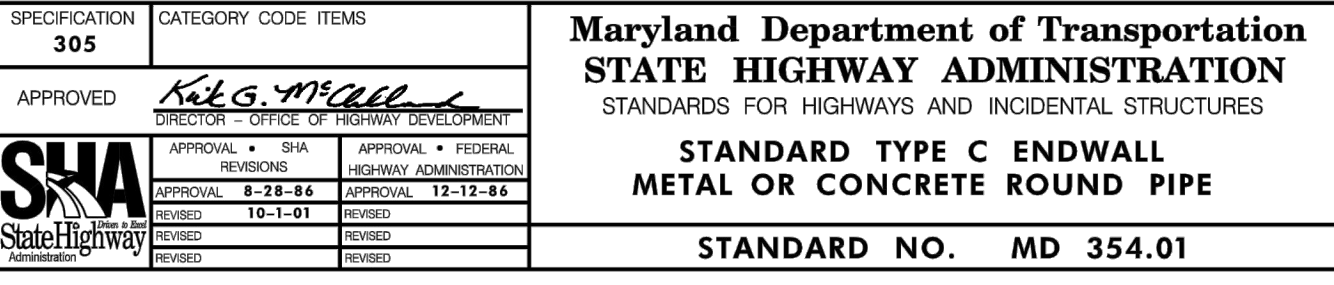 SPECIFICATION
305
CATEGORY CODE ITEMS
APPROVED
Kirk G. McClelland
DIRECTOR – OFFICE OF HIGHWAY DEVELOPMENT
SHA
Driven to Excel
StateHighway
Administration
APPROVAL • SHA
REVISIONS
APPROVAL 8-28-86
REVISED 10-1-01
REVISED
REVISED
APPROVAL • FEDERAL
HIGHWAY ADMINISTRATION
APPROVAL 12-12-86
REVISED
REVISED
REVISED
Maryland Department of Transportation
STATE HIGHWAY ADMINISTRATION
STANDARDS FOR HIGHWAYS AND INCIDENTAL STRUCTURES
STANDARD TYPE C ENDWALL
METAL OR CONCRETE ROUND PIPE
STANDARD NO. MD 354.01